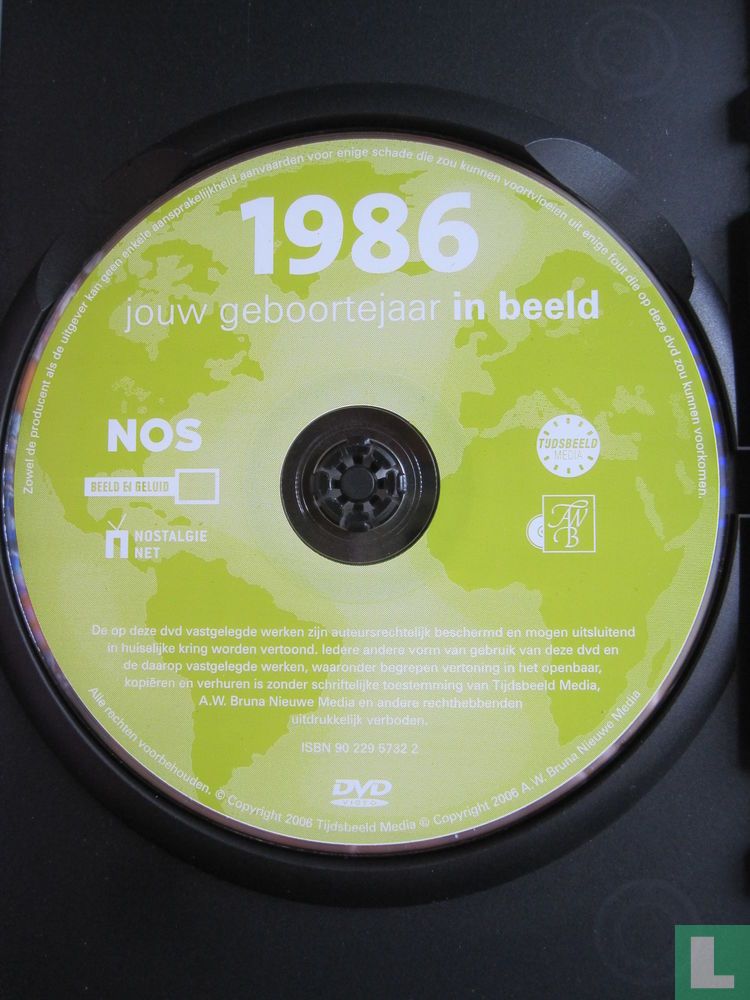 Zowel de producent als de uitgever kan geen enkele aansprakelijkheid aanvaarden voor enige schade die zou kunnen voortvloeien uit enige fout die op deze dvd zou kunnen voorkomen.
1986
jouw geboortejaar in beeld
NOS
BEELD EN GELUID
NOSTALGIE
NET
TIJDSBEELD
MEDIA
AW
B
De op deze dvd vastgelegde werken zijn auteursrechtelijk beschermd en mogen uitsluitend
in huiselijke kring worden vertoond. Iedere andere vorm van gebruik van deze dvd en
de daarop vastgelegde werken, waaronder begrepen vertoning in het openbaar,
kopiëren en verhuren is zonder schriftelijke toestemming van Tijdsbeeld Media,
A.W. Bruna Nieuwe Media en andere rechthebbenden
uitdrukkelijk verboden.
ISBN 90 229 5732 2
DVD
VIDEO
Alle rechten voorbehouden. © Copyright 2006 Tijdsbeeld Media © Copyright 2006 A.W. Bruna Nieuwe Media
L